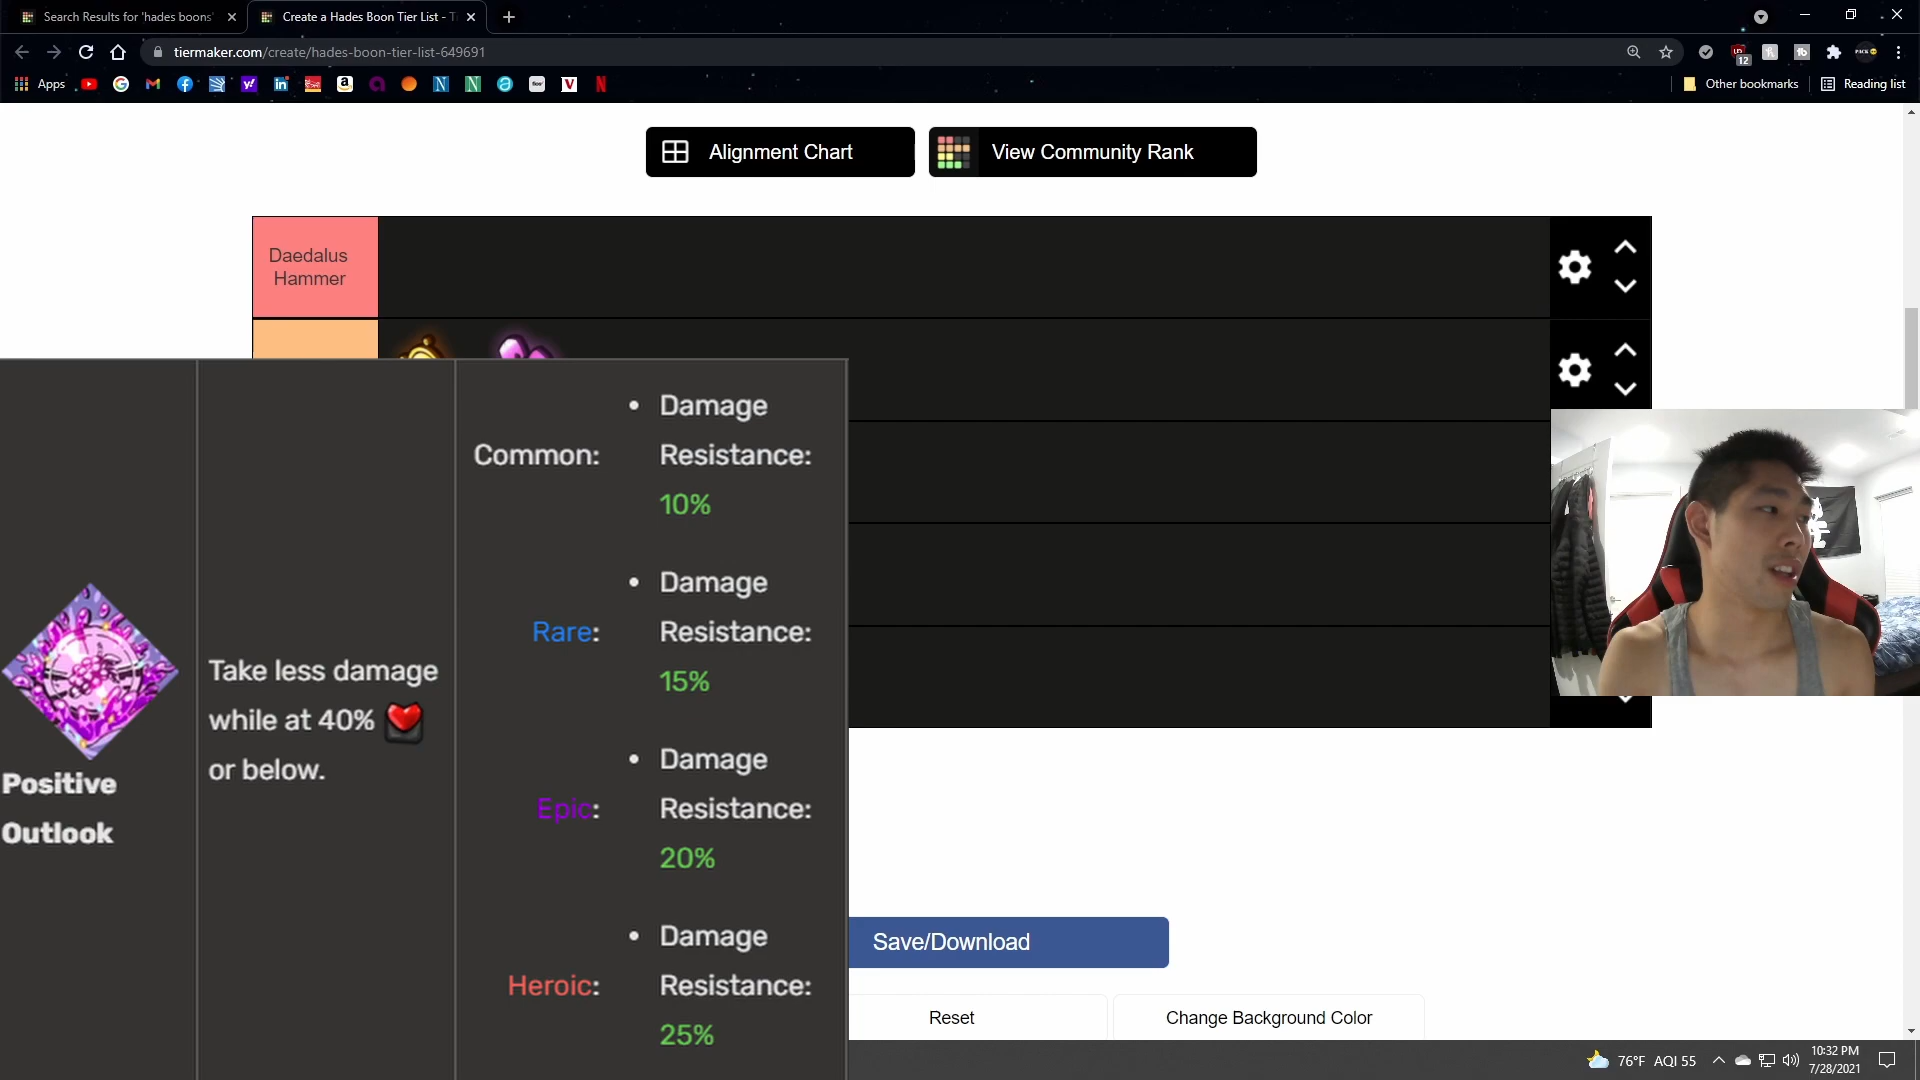 Search Results for 'hades boons'
Create a Hades Boon Tier List - T
tiermaker.com/create/hades-boon-tier-list-649691
12
Apps
Other bookmarks
Reading list
Alignment Chart
View Community Rank
Daedalus
Hammer
Positive
Outlook
Take less damage
while at 40%
or below.
Common:
• Damage
Resistance:
10%
Rare:
• Damage
Resistance:
15%
Epic:
• Damage
Resistance:
20%
Heroic:
• Damage
Resistance:
25%
Save/Download
Reset
Change Background Color
76°F AQI 55
10:32 PM
7/28/2021